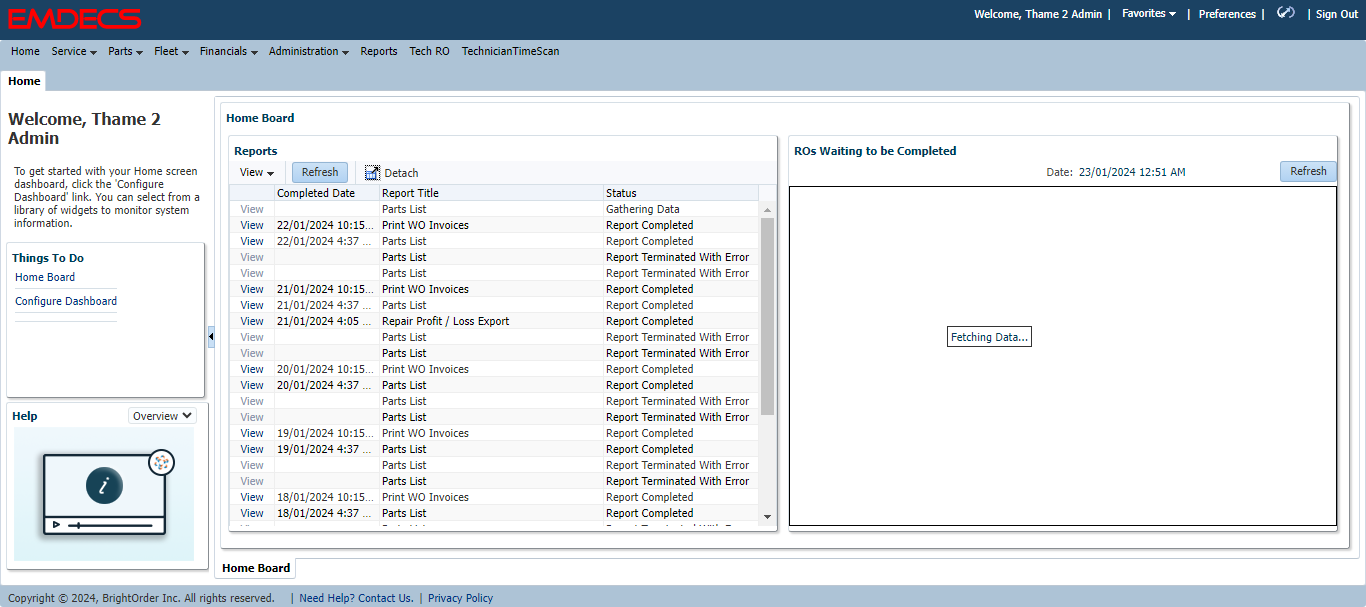 EMDECS
Welcome, Thame 2 Admin | Favorites | Preferences | | Sign Out
Home Service Parts Fleet Financials Administration Reports Tech RO TechnicianTimeScan
Home
Welcome, Thame 2
Admin
To get started with your Home screen
dashboard, click the 'Configure
Dashboard' link. You can select from a
library of widgets to monitor system
information.
Things To Do
Home Board
Configure Dashboard
Help Overview
Home Board
Reports
View Refresh Detach
Completed Date Report Title Status
View Parts List Gathering Data
View 22/01/2024 10:15... Print WO Invoices Report Completed
View 22/01/2024 4:37 ... Parts List Report Completed
View Parts List Report Terminated With Error
View Parts List Report Terminated With Error
View 21/01/2024 10:15... Print WO Invoices Report Completed
View 21/01/2024 4:37 ... Parts List Report Completed
View 21/01/2024 4:05 ... Repair Profit / Loss Export Report Completed
View Parts List Report Terminated With Error
View Parts List Report Terminated With Error
View 20/01/2024 10:15... Print WO Invoices Report Completed
View 20/01/2024 4:37 ... Parts List Report Completed
View Parts List Report Terminated With Error
View Parts List Report Terminated With Error
View 19/01/2024 10:15... Print WO Invoices Report Completed
View 19/01/2024 4:37 ... Parts List Report Completed
View Parts List Report Terminated With Error
View Parts List Report Terminated With Error
View 18/01/2024 10:15... Print WO Invoices Report Completed
View 18/01/2024 4:37 ... Parts List Report Completed
ROs Waiting to be Completed
Date: 23/01/2024 12:51 AM Refresh
Fetching Data...
Home Board
Copyright © 2024, BrightOrder Inc. All rights reserved. | Need Help? Contact Us. | Privacy Policy